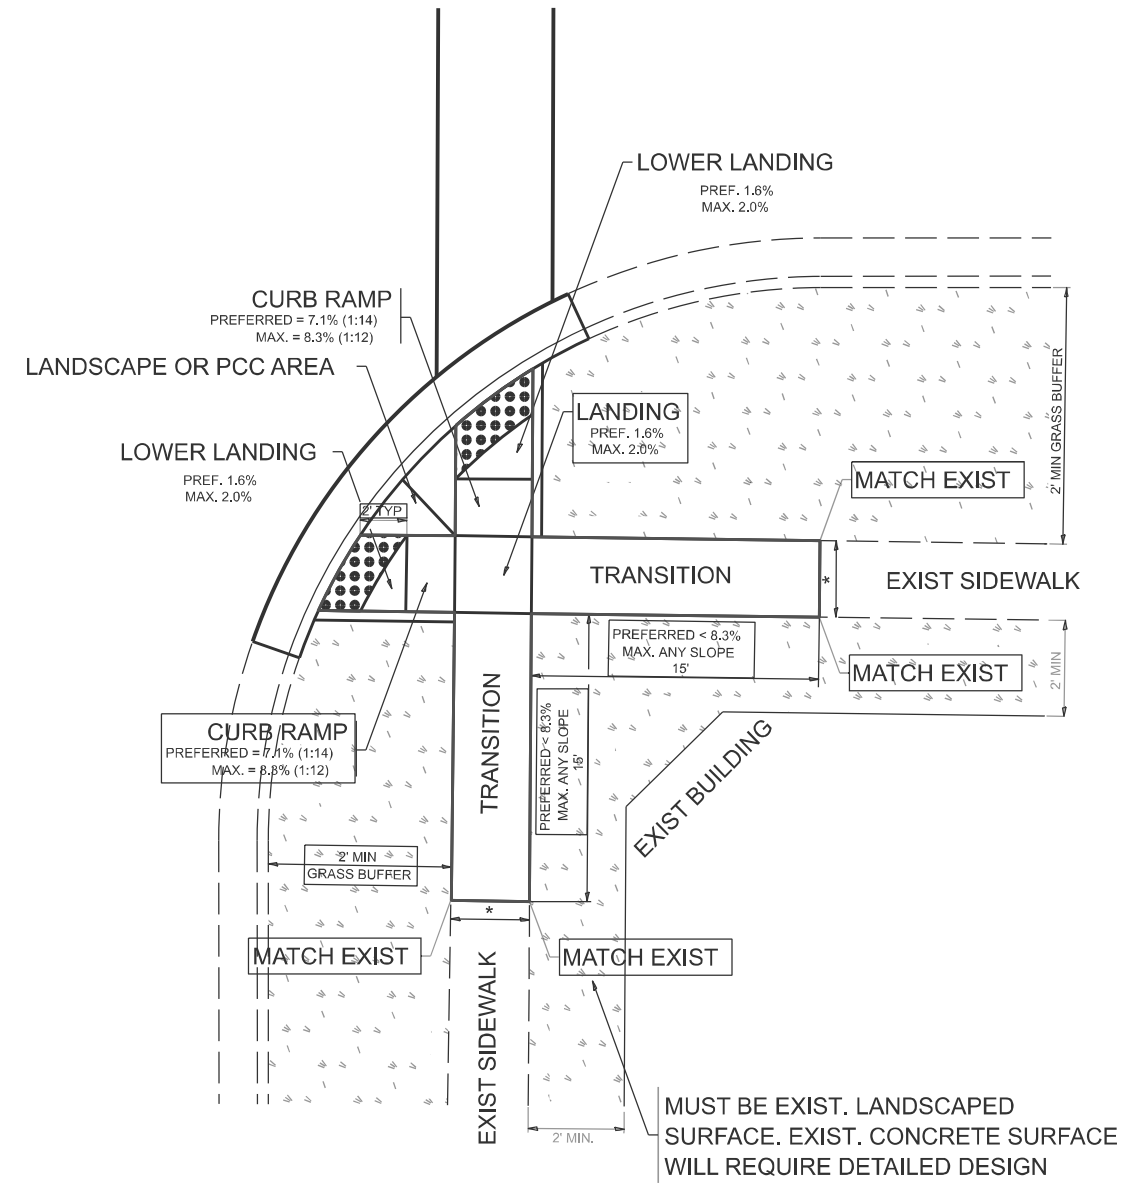 LOWER LANDING
PREF. 1.6%
MAX. 2.0%
CURB RAMP
PREFERRED = 7.1% (1:14)
MAX. = 8.3% (1:12)
LANDSCAPE OR PCC AREA
LANDING
PREF. 1.6%
MAX. 2.0%
2' MIN GRASS BUFFER
LOWER LANDING
PREF. 1.6%
MAX. 2.0%
MATCH EXIST
2' TYP
TRANSITION
*
EXIST SIDEWALK
PREFERRED < 8.3%
MAX. ANY SLOPE
15'
MATCH EXIST
2' MIN
TRANSITION
PREFERRED < 8.3%
MAX. ANY SLOPE
15'
CURB RAMP
PREFERRED = 7.1% (1:14)
MAX. = 8.3% (1:12)
EXIST BUILDING
2' MIN
GRASS BUFFER
*
MATCH EXIST
MATCH EXIST
EXIST SIDEWALK
2' MIN.
MUST BE EXIST. LANDSCAPED
SURFACE. EXIST. CONCRETE SURFACE
WILL REQUIRE DETAILED DESIGN